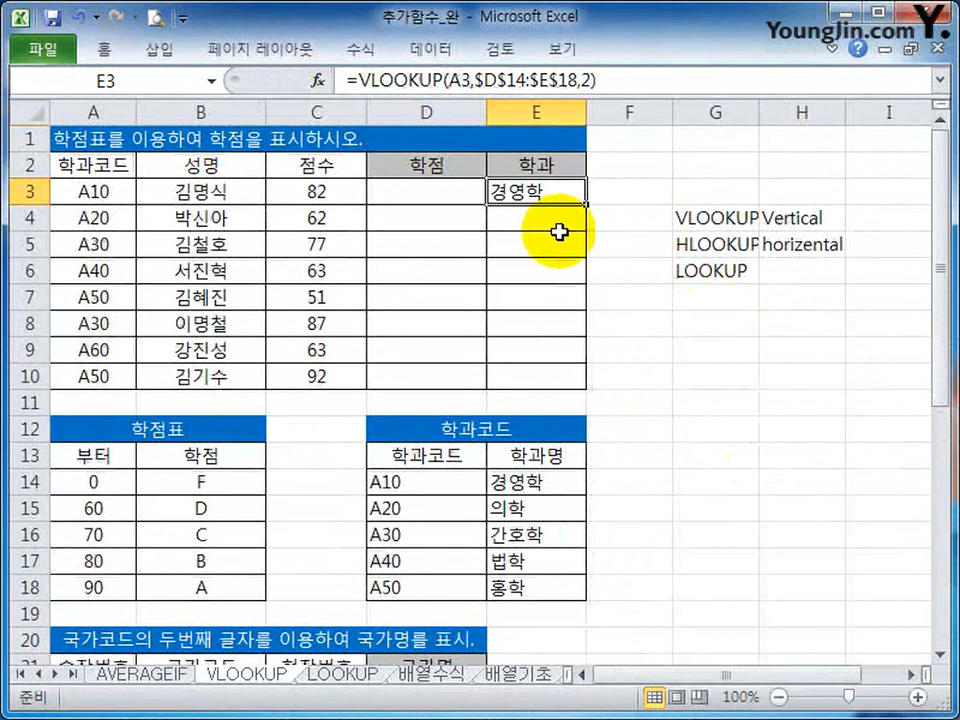 추가함수_완 - Microsoft Excel
YoungJin.com Y.
파일 홈 삽입 페이지 레이아웃 수식 데이터 검토 보기
E3 fx =VLOOKUP(A3,$D$14:$E$18,2)
A B C D E F G H I
1 학점표를 이용하여 학점을 표시하시오.
2 학과코드 성명 점수 학점 학과
3 A10 김명식 82 경영학
4 A20 박신아 62 VLOOKUP Vertical
5 A30 김철호 77 HLOOKUP horizental
6 A40 서진혁 63 LOOKUP
7 A50 김혜진 51
8 A30 이명철 87
9 A60 강진성 63
10 A50 김기수 92
11
12 학점표 학과코드
13 부터 학점 학과코드 학과명
14 0 F A10 경영학
15 60 D A20 의학
16 70 C A30 간호학
17 80 B A40 법학
18 90 A A50 홍학
19
20 국가코드의 두번째 글자를 이용하여 국가명를 표시.
AVERAGEIF VLOOKUP LOOKUP 배열수식 배열기초
준비 100%